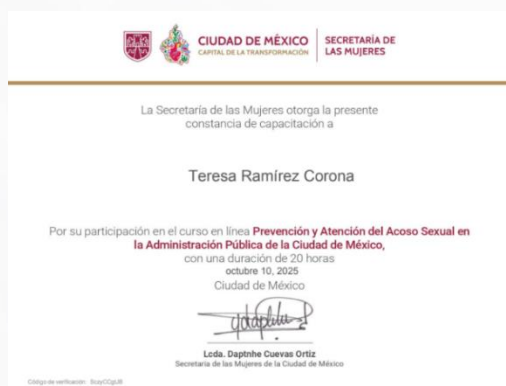 CIUDAD DE MÉXICO
CAPITAL DE LA TRANSFORMACIÓN
SECRETARÍA DE
LAS MUJERES
La Secretaría de las Mujeres otorga la presente
constancia de capacitación a
Teresa Ramírez Corona
Por su participación en el curso en línea Prevención y Atención del Acoso Sexual en
la Administración Pública de la Ciudad de México,
con una duración de 20 horas
octubre 10, 2025
Ciudad de México
Lcda. Daptnhe Cuevas Ortiz
Secretaria de las Mujeres de la Ciudad de México
Código de verificación